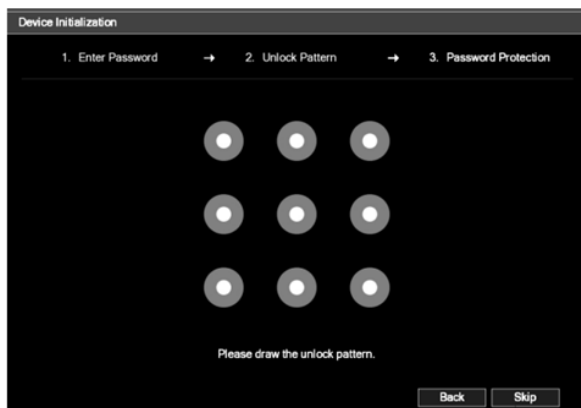 Device Initialization
1. Enter Password → 2. Unlock Pattern → 3. Password Protection
Please draw the unlock pattern.
Back Skip